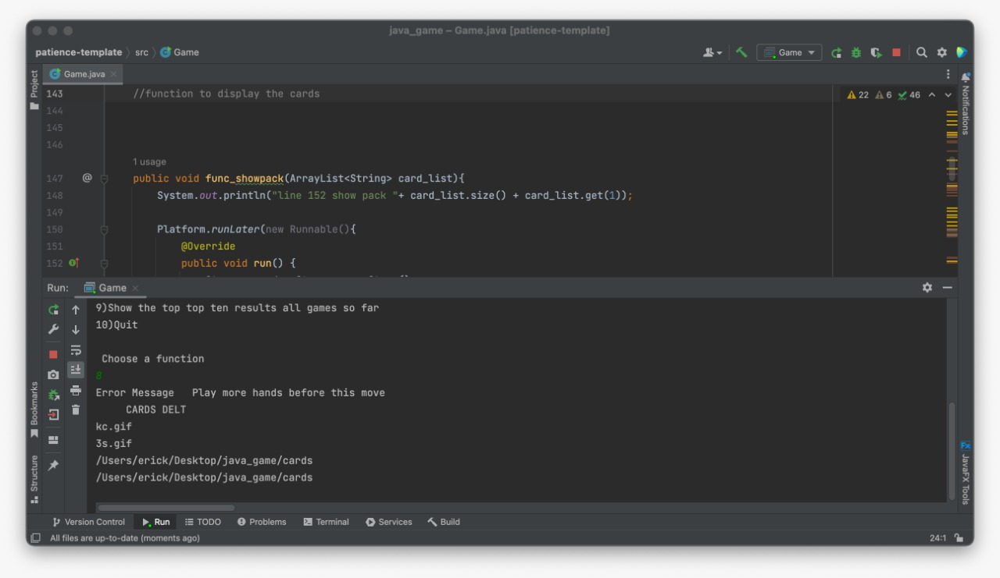 java_game – Game.java [patience-template]
patience-template
src
Game
Game
Project
Game.java
Notifications
143 //function to display the cards
22 6 46
144
145
146
1 usage
147 @ public void func_showpack(ArrayList<String> card_list){
148 System.out.println("line 152 show pack "+ card_list.size() + card_list.get(1));
149
150 Platform.runLater(new Runnable(){
151 @Override
152 public void run() {
Run: Game
9)Show the top top ten results all games so far
10)Quit
Choose a function
8
Error Message   Play more hands before this move
CARDS DELT
kc.gif
3s.gif
/Users/erick/Desktop/java_game/cards
/Users/erick/Desktop/java_game/cards
Bookmarks
Structure
Fx
JavaFX Tools
Version Control Run TODO Problems Terminal Services Build
All files are up-to-date (moments ago)
24:1